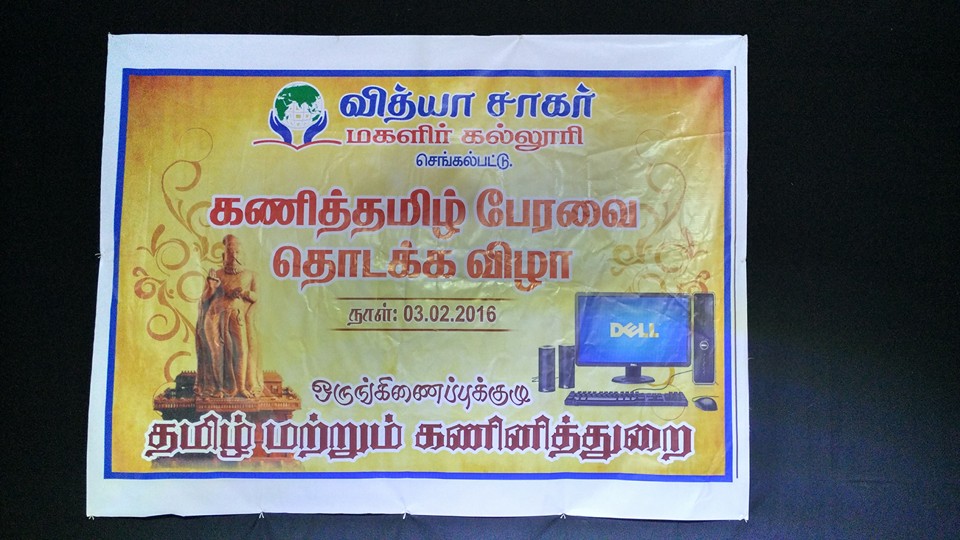 வித்யா சாகர்
மகளிர் கல்லூரி
செங்கல்பட்டு.
கணித்தமிழ் பேரவை
தொடக்க விழா
நாள்: 03.02.2016
DELL
ஒருங்கிணைப்புக்குழு
தமிழ் மற்றும் கணினித்துறை